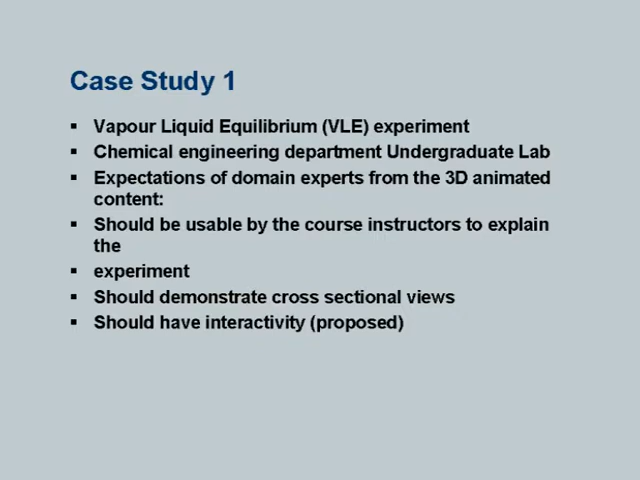 Case Study 1
▪ Vapour Liquid Equilibrium (VLE) experiment
▪ Chemical engineering department Undergraduate Lab
▪ Expectations of domain experts from the 3D animated
content:
▪ Should be usable by the course instructors to explain
the
▪ experiment
▪ Should demonstrate cross sectional views
▪ Should have interactivity (proposed)